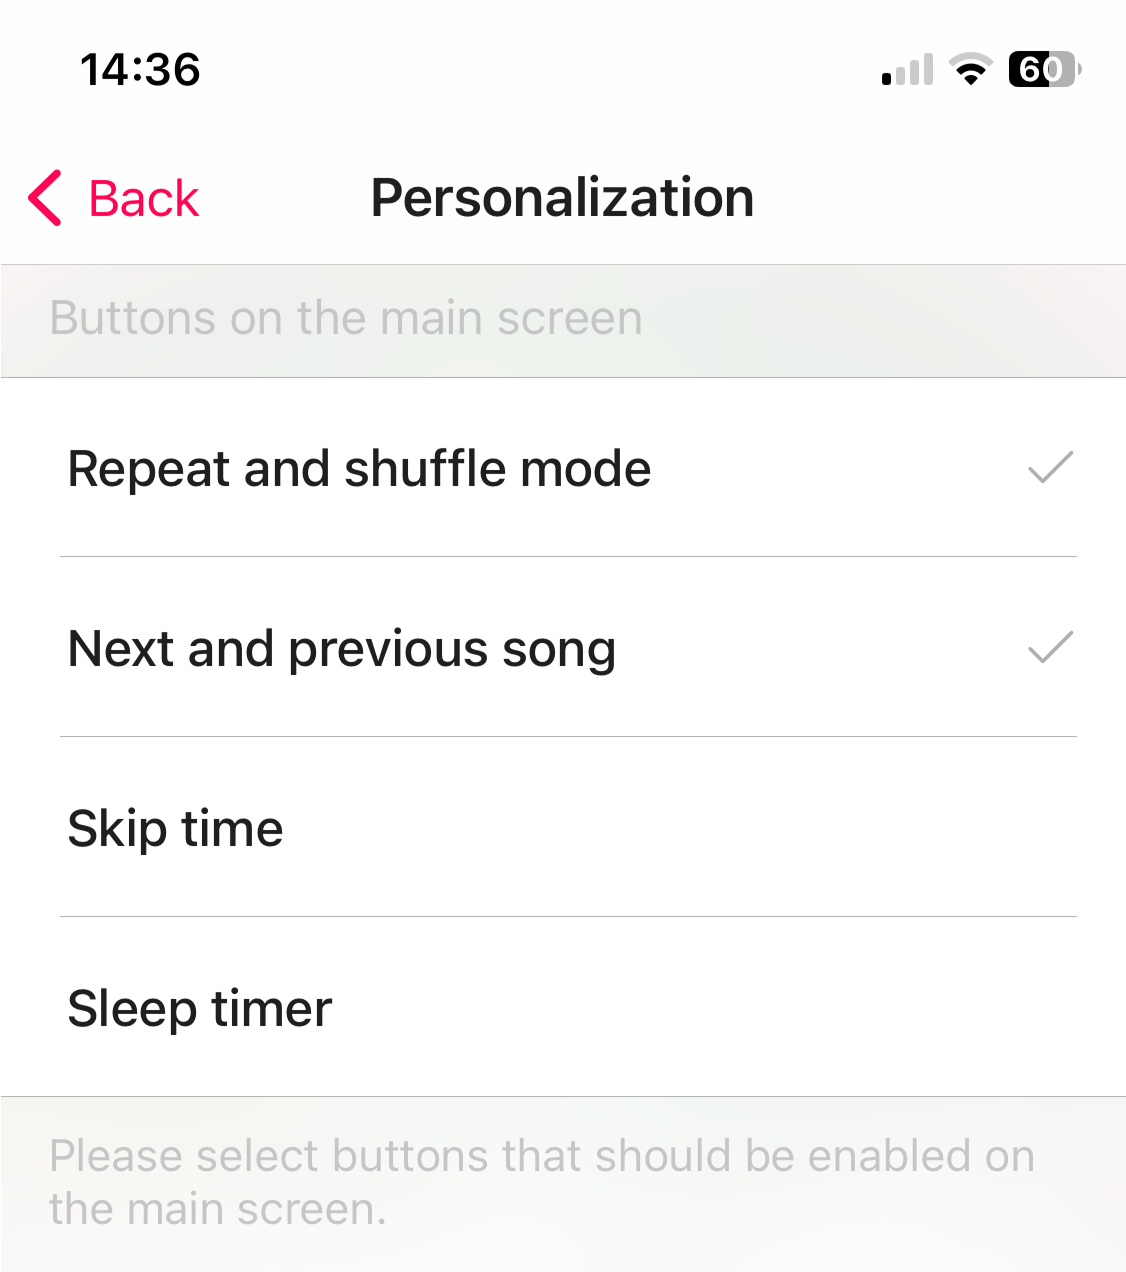 14:36
60
Back
Personalization
Buttons on the main screen
Repeat and shuffle mode
Next and previous song
Skip time
Sleep timer
Please select buttons that should be enabled on
the main screen.